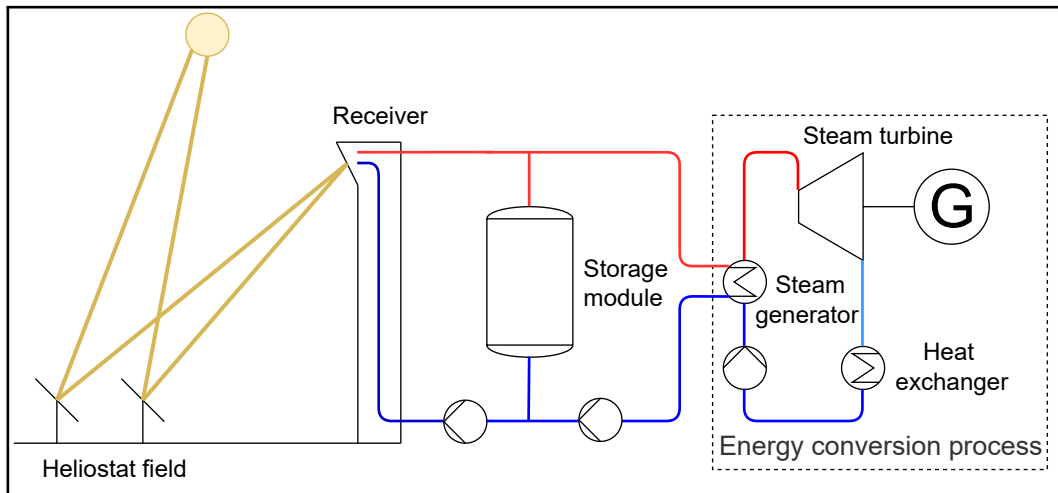 Receiver
Steam turbine
G
Storage
module
Steam
generator
Heat
exchanger
Energy conversion process
Heliostat field